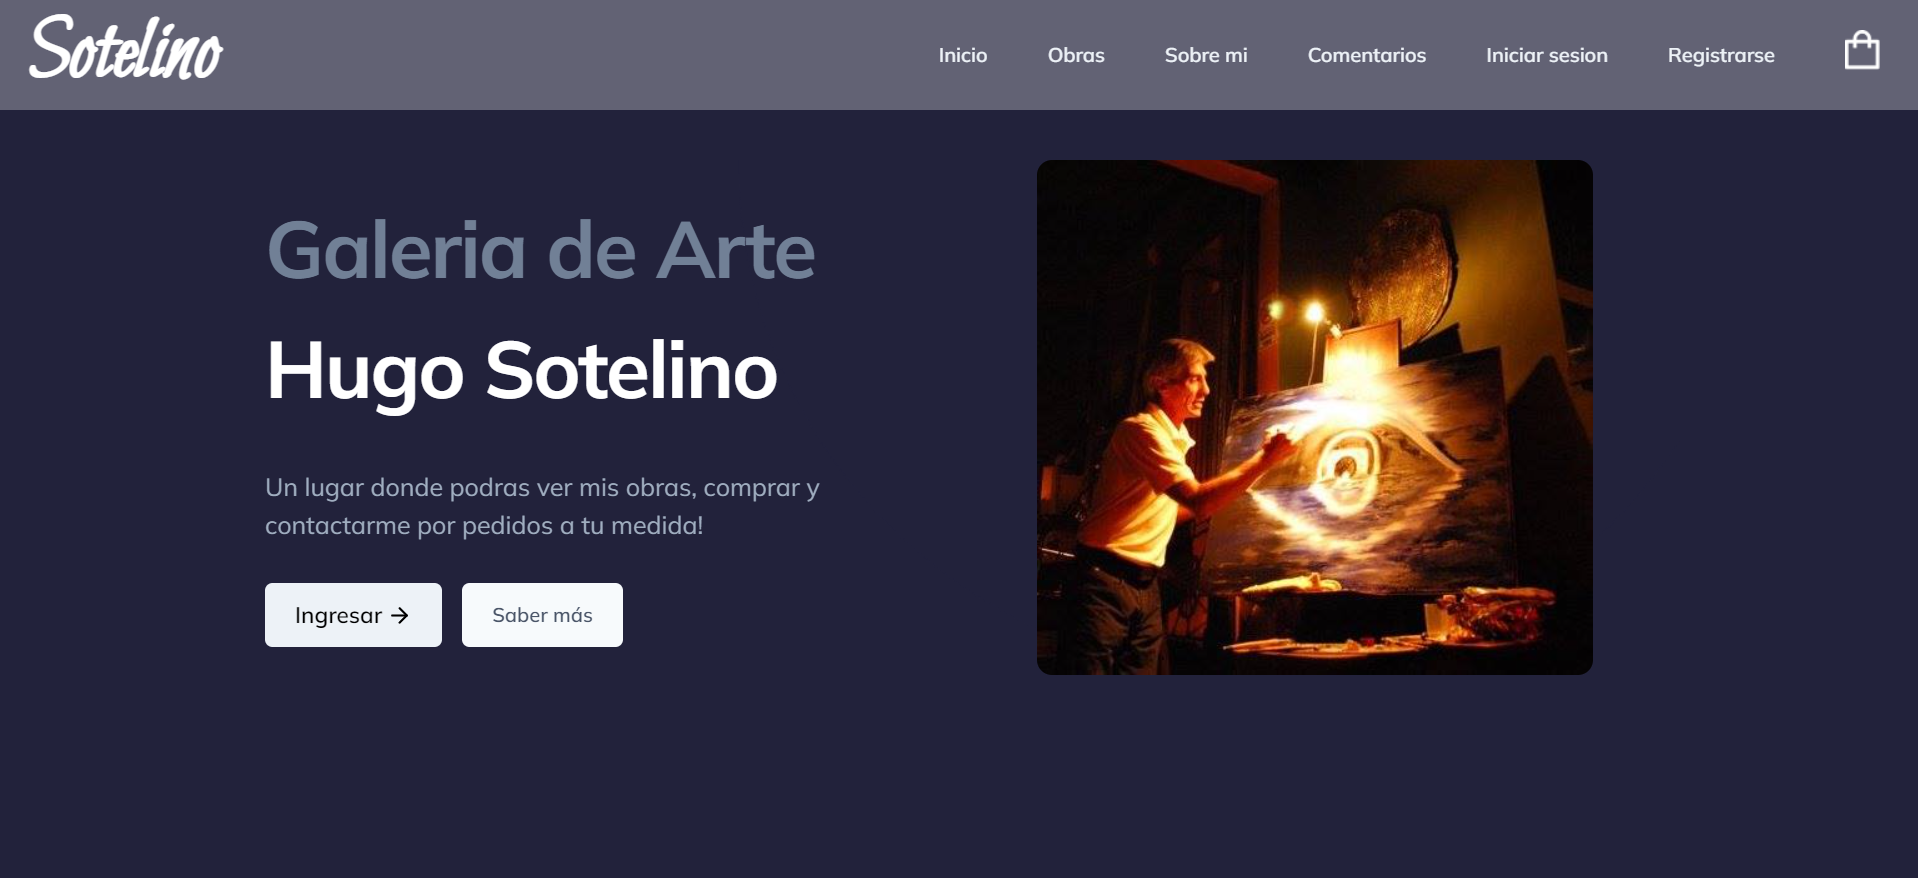 Sotelino
Inicio
Obras
Sobre mi
Comentarios
Iniciar sesion
Registrarse
Galeria de Arte
Hugo Sotelino
Un lugar donde podras ver mis obras, comprar y
contactarme por pedidos a tu medida!
Ingresar →
Saber más